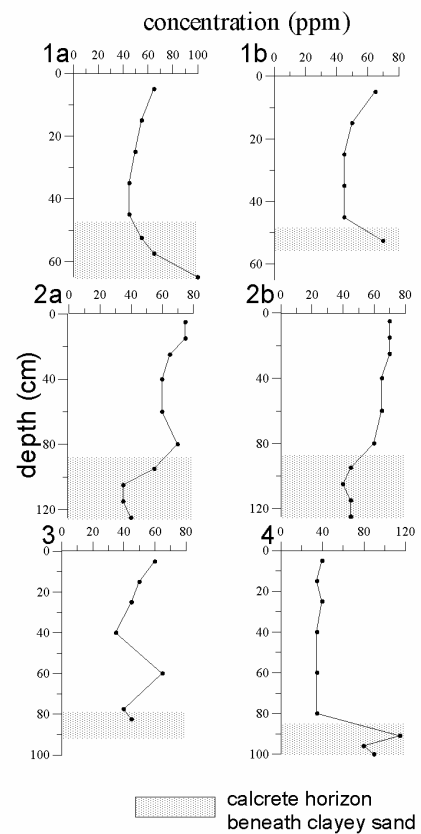 concentration (ppm)
1a
0 20 40 60 80 100
0
20
40
60
1b
0 20 40 60 80
0
20
40
60
2a
0 20 40 60 80
0
40
80
120
2b
0 20 40 60 80 100
0
40
80
120
depth (cm)
3
0 20 40 60 80
0
20
40
60
80
100
4
0 40 80 120
0
20
40
60
80
100
calcrete horizon
beneath clayey sand